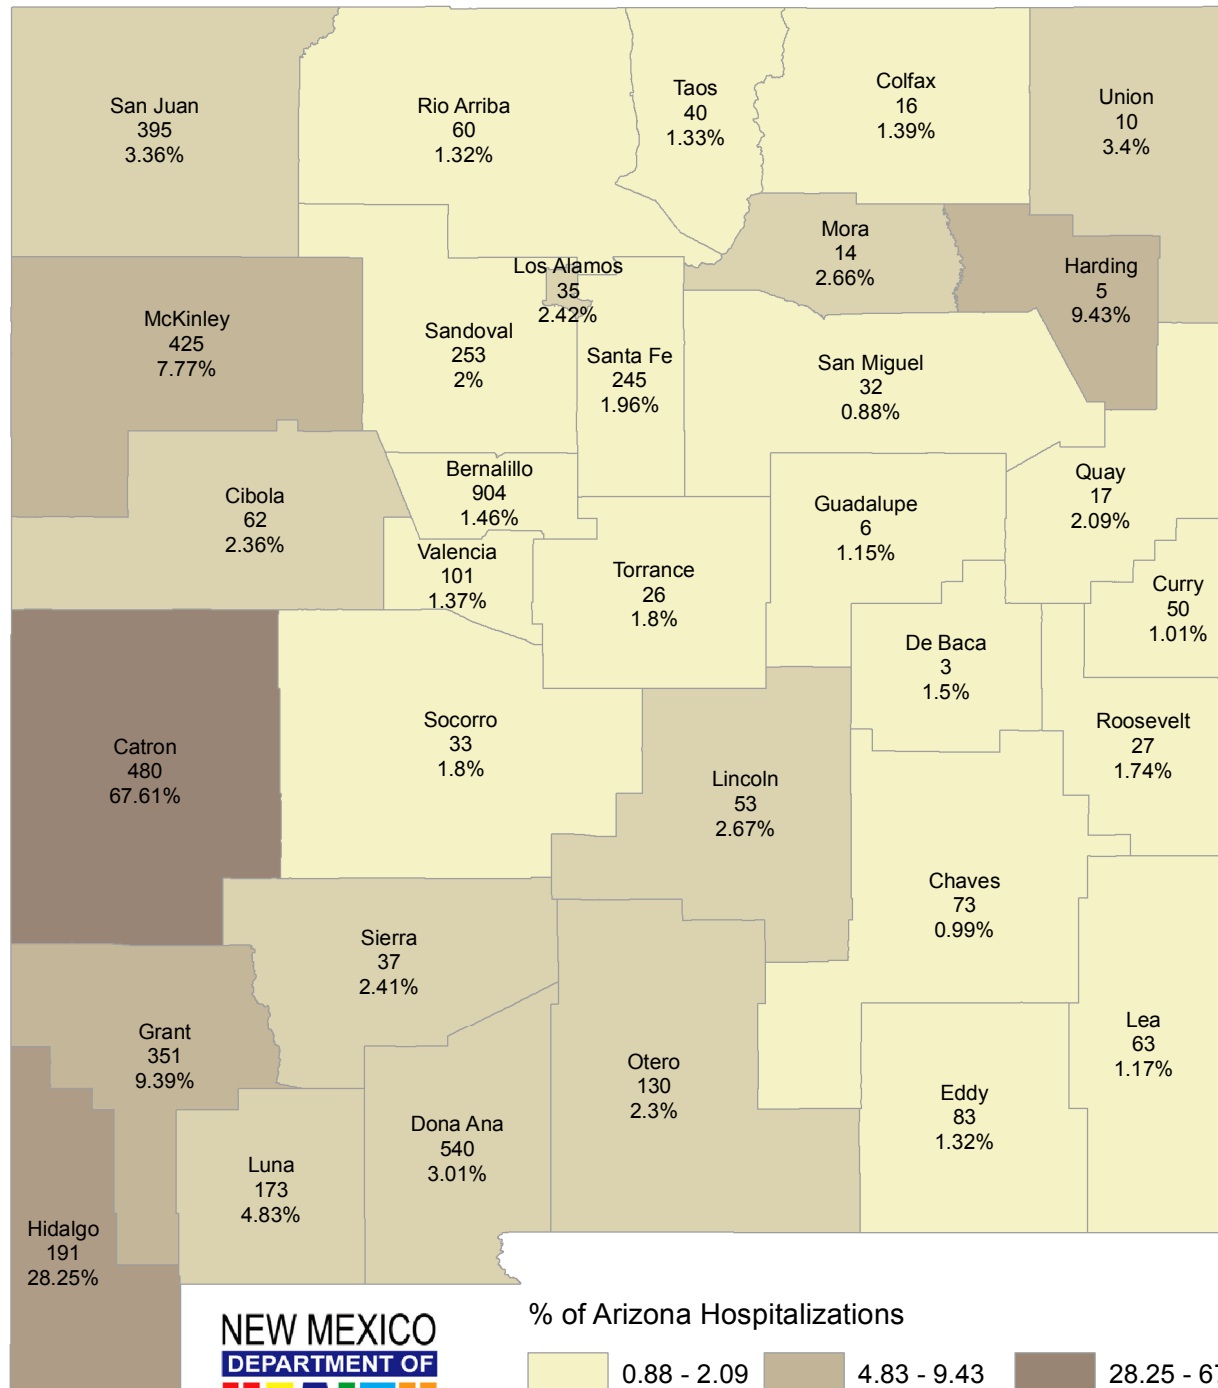 San Juan
395
3.36%
Rio Arriba
60
1.32%
Taos
40
1.33%
Colfax
16
1.39%
Union
10
3.4%
Mora
14
2.66%
Harding
5
9.43%
Los Alamos
35
2.42%
McKinley
425
7.77%
Sandoval
253
2%
Santa Fe
245
1.96%
San Miguel
32
0.88%
Bernalillo
904
1.46%
Cibola
62
2.36%
Guadalupe
6
1.15%
Quay
17
2.09%
Valencia
101
1.37%
Torrance
26
1.8%
Curry
50
1.01%
De Baca
3
1.5%
Catron
480
67.61%
Socorro
33
1.8%
Lincoln
53
2.67%
Roosevelt
27
1.74%
Chaves
73
0.99%
Sierra
37
2.41%
Grant
351
9.39%
Otero
130
2.3%
Lea
63
1.17%
Eddy
83
1.32%
Dona Ana
540
3.01%
Luna
173
4.83%
Hidalgo
191
28.25%
NEW MEXICO
DEPARTMENT OF
% of Arizona Hospitalizations
0.88 - 2.09
4.83 - 9.43
28.25 -